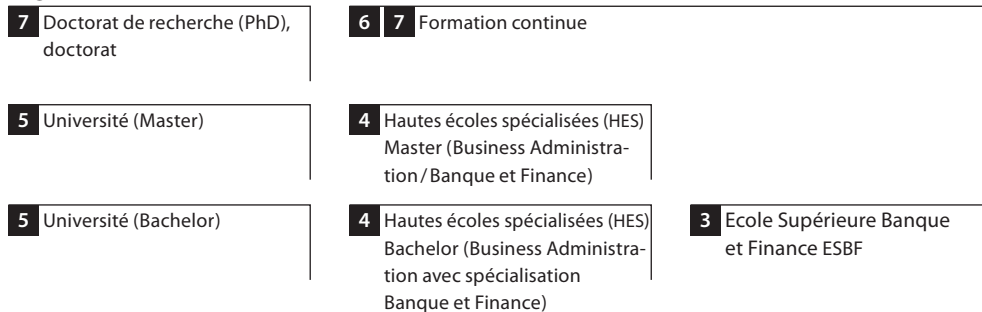 7 Doctorat de recherche (PhD),
doctorat
6 7 Formation continue
5 Université (Master)
4 Hautes écoles spécialisées (HES)
Master (Business Administra-
tion / Banque et Finance)
5 Université (Bachelor)
4 Hautes écoles spécialisées (HES)
Bachelor (Business Administra-
tion avec spécialisation
Banque et Finance)
3 Ecole Supérieure Banque
et Finance ESBF